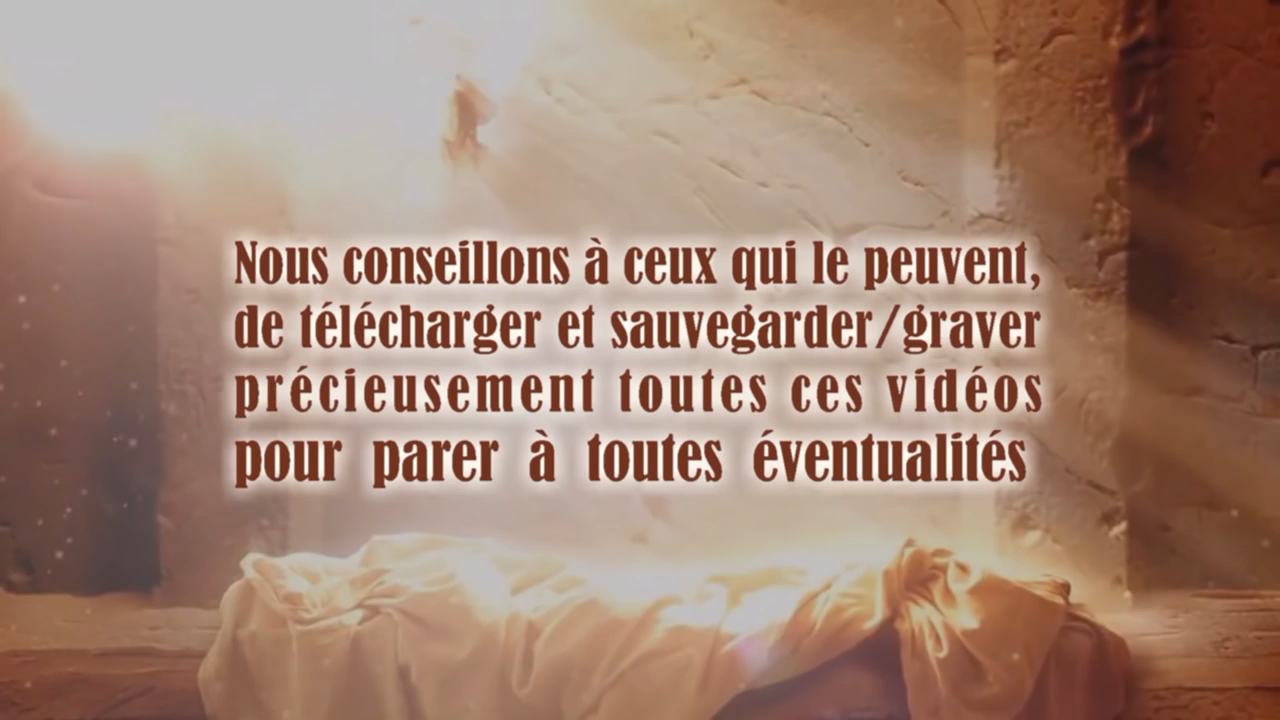 Nous conseillons à ceux qui le peuvent,
de télécharger et sauvegarder/graver
précieusement toutes ces vidéos
pour parer à toutes éventualités